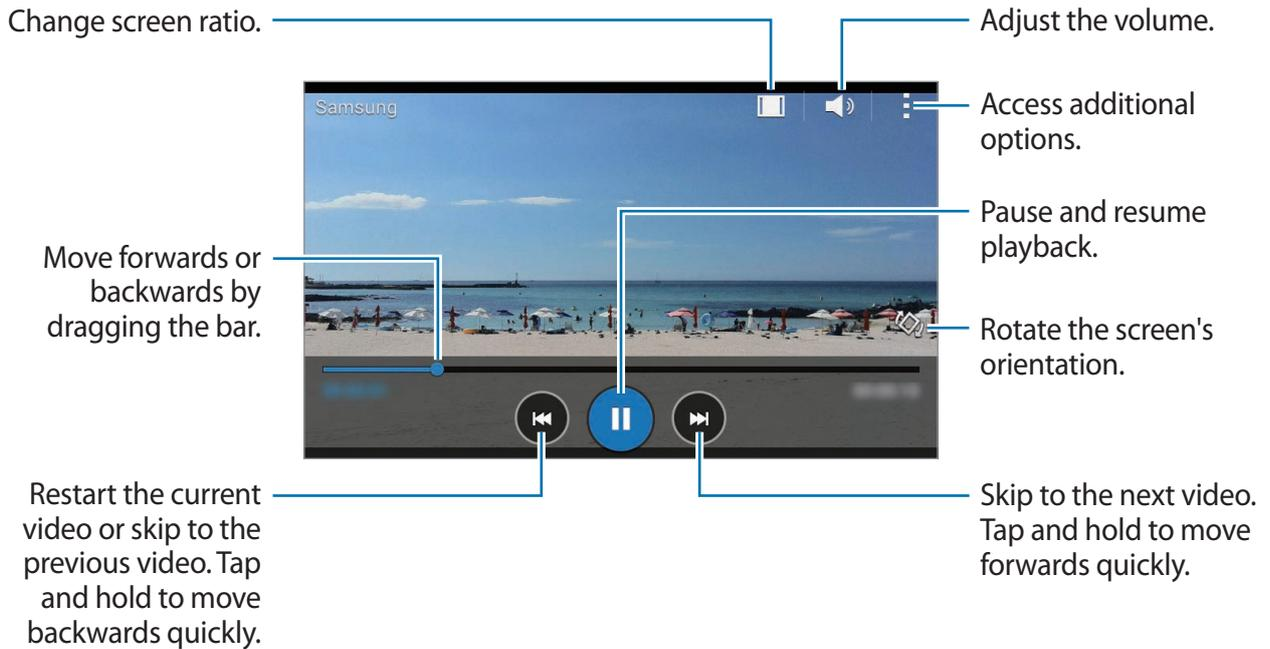 Change screen ratio.
Adjust the volume.
Samsung
Access additional
options.
Pause and resume
playback.
Move forwards or
backwards by
dragging the bar.
Rotate the screen's
orientation.
Restart the current
video or skip to the
previous video. Tap
and hold to move
backwards quickly.
Skip to the next video.
Tap and hold to move
forwards quickly.